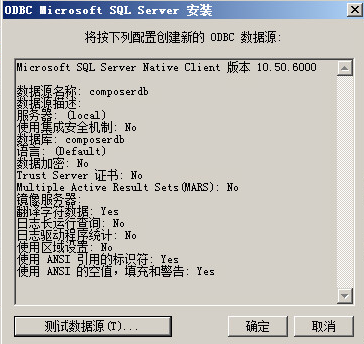 ODBC Microsoft SQL Server 安装
将按下列配置创建新的 ODBC 数据源:
Microsoft SQL Server Native Client 版本 10.50.6000
数据源名称: composerdb
数据源描述:
服务器: (local)
使用集成安全机制: No
数据库: composerdb
语言: (Default)
数据加密: No
Trust Server 证书: No
Multiple Active Result Sets(MARS): No
镜像服务器:
翻译字符数据: Yes
日志长运行查询: No
日志驱动程序统计: No
使用区域设置: No
使用 ANSI 引用的标识符: Yes
使用 ANSI 的空值，填充和警告: Yes
测试数据源(T)...
确定
取消